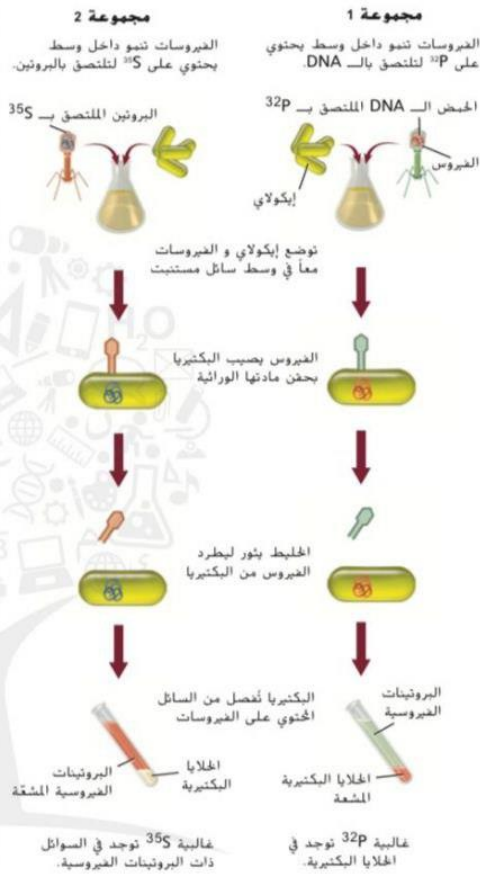 مجموعة 1
الفيروسات تنمو داخل وسط يحتوي
على ³²P لتلتصق بالـ DNA.
الحمض الـ DNA الملتصق بـ ³²P
الفيروس
إيكولاي
مجموعة 2
الفيروسات تنمو داخل وسط
يحتوي على ³⁵S لتلتصق بالبروتين.
البروتين الملتصق بـ ³⁵S
توضع إيكولاي و الفيروسات
معاً في وسط سائل مستنبت
الفيروس يصيب البكتيريا
بحقن مادتها الوراثية
الخليط يثور ليطرد
الفيروس من البكتيريا
البكتيريا تُفصل من السائل
المحتوي على الفيروسات
البروتينات
الفيروسية
الخلايا البكتيرية
المشعة
الخلايا
البكتيرية
البروتينات
الفيروسية المشعّة
غالبية ³²P توجد في
الخلايا البكتيرية.
غالبية ³⁵S توجد في السوائل
ذات البروتينات الفيروسية.